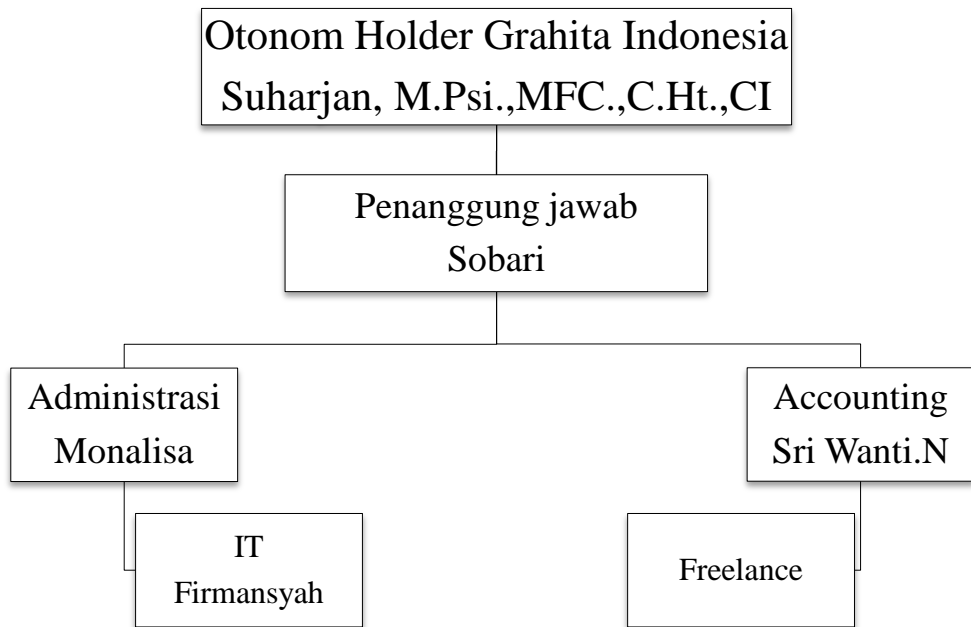 Otonom Holder Grahita Indonesia
Suharjan, M.Psi.,MFC.,C.Ht.,CI
Penanggung jawab
Sobari
Administrasi
Monalisa
Accounting
Sri Wanti.N
IT
Firmansyah
Freelance